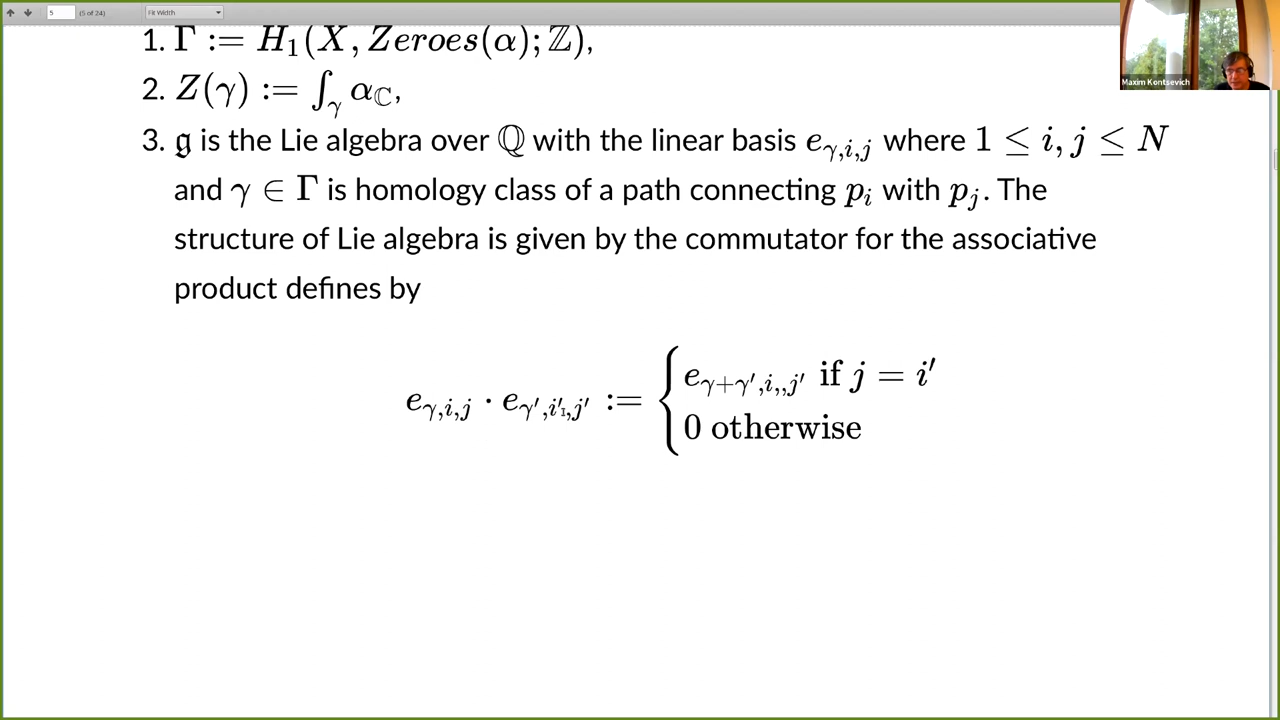 5 (5 of 24) Fit Width
Maxim Kontsevich
1. Γ := H₁(X, Zeroes(α); ℤ),
2. Z(γ) := ∫_γ α_ℂ,
3. 𝔤 is the Lie algebra over ℚ with the linear basis e_{γ,i,j} where 1 ≤ i, j ≤ N
and γ ∈ Γ is homology class of a path connecting p_i with p_j. The
structure of Lie algebra is given by the commutator for the associative
product defines by
e_{γ,i,j} · e_{γ′,i′,j′} := { e_{γ+γ′,i,,j′} if j = i′
0 otherwise